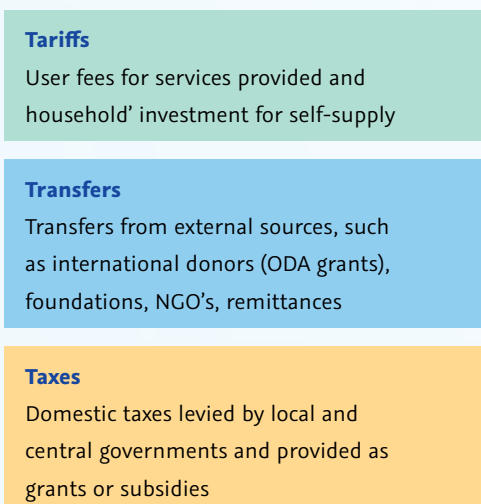 Tariffs
User fees for services provided and
household’ investment for self-supply
Transfers
Transfers from external sources, such
as international donors (ODA grants),
foundations, NGO’s, remittances
Taxes
Domestic taxes levied by local and
central governments and provided as
grants or subsidies